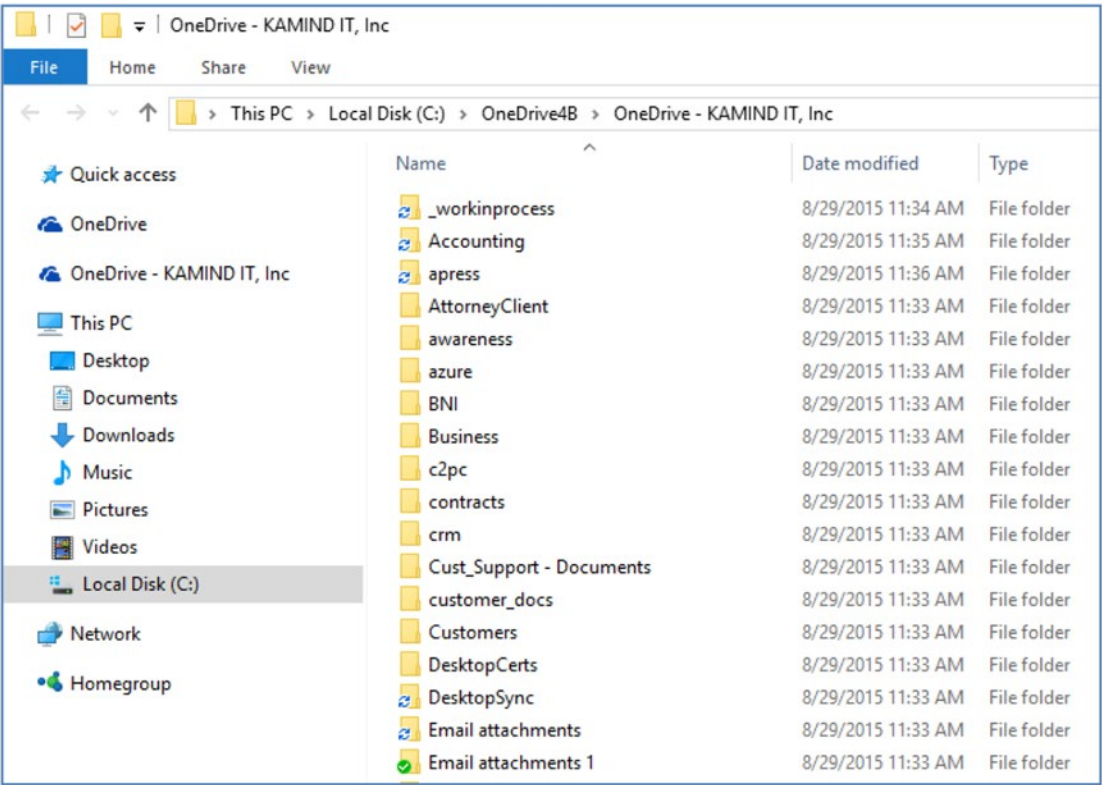 OneDrive - KAMIND IT, Inc
File Home Share View
This PC > Local Disk (C:) > OneDrive4B > OneDrive - KAMIND IT, Inc
Quick access
OneDrive
OneDrive - KAMIND IT, Inc
This PC
Desktop
Documents
Downloads
Music
Pictures
Videos
Local Disk (C:)
Network
Homegroup
Name Date modified Type
_workinprocess 8/29/2015 11:34 AM File folder
Accounting 8/29/2015 11:35 AM File folder
apress 8/29/2015 11:36 AM File folder
AttorneyClient 8/29/2015 11:33 AM File folder
awareness 8/29/2015 11:33 AM File folder
azure 8/29/2015 11:33 AM File folder
BNI 8/29/2015 11:33 AM File folder
Business 8/29/2015 11:33 AM File folder
c2pc 8/29/2015 11:33 AM File folder
contracts 8/29/2015 11:33 AM File folder
crm 8/29/2015 11:33 AM File folder
Cust_Support - Documents 8/29/2015 11:33 AM File folder
customer_docs 8/29/2015 11:33 AM File folder
Customers 8/29/2015 11:33 AM File folder
DesktopCerts 8/29/2015 11:33 AM File folder
DesktopSync 8/29/2015 11:33 AM File folder
Email attachments 8/29/2015 11:33 AM File folder
Email attachments 1 8/29/2015 11:33 AM File folder